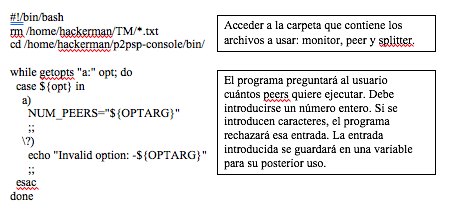 #!/bin/bash
rm /home/hackerman/TM/*.txt
cd /home/hackerman/p2psp-console/bin/
Acceder a la carpeta que contiene los
archivos a usar: monitor, peer y splitter.
while getopts "a:" opt; do
case ${opt} in
a)
NUM_PEERS="${OPTARG}"
;;
\?)
echo "Invalid option: -${OPTARG}"
;;
esac
done
El programa preguntará al usuario
cuántos peers quiere ejecutar. Debe
introducirse un número entero. Si se
introducen caracteres, el programa
rechazará esa entrada. La entrada
introducida se guardará en una variable
para su posterior uso.